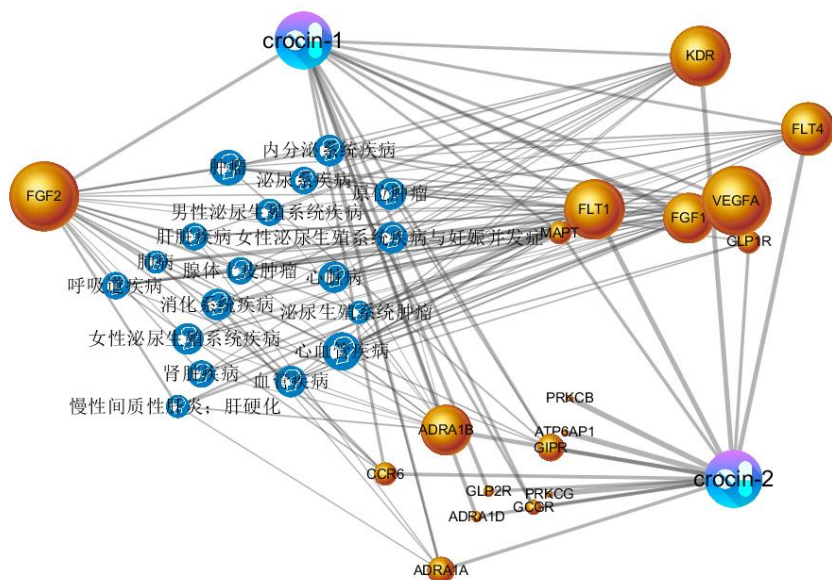 crocin-1
KDR
FLT4
内分泌系统疾病
肿瘤
泌尿系疾病
原位肿瘤
FGF2
VEGFA
FLT1
FGF1
男性泌尿生殖系统疾病
肝脏疾病
女性泌尿生殖系统疾病与妊娠并发症
MAPT
GLP1R
肺病
腺体上皮肿瘤
心脏病
呼吸道疾病
消化系统疾病
泌尿生殖系统肿瘤
女性泌尿生殖系统疾病
心血管疾病
肾脏疾病
血管疾病
慢性间质性肝炎；肝硬化
PRKCB
ADRA1B
ATP6AP1
GIPR
CCR6
crocin-2
GLP2R
PRKCG
GCGR
ADRA1D
ADRA1A